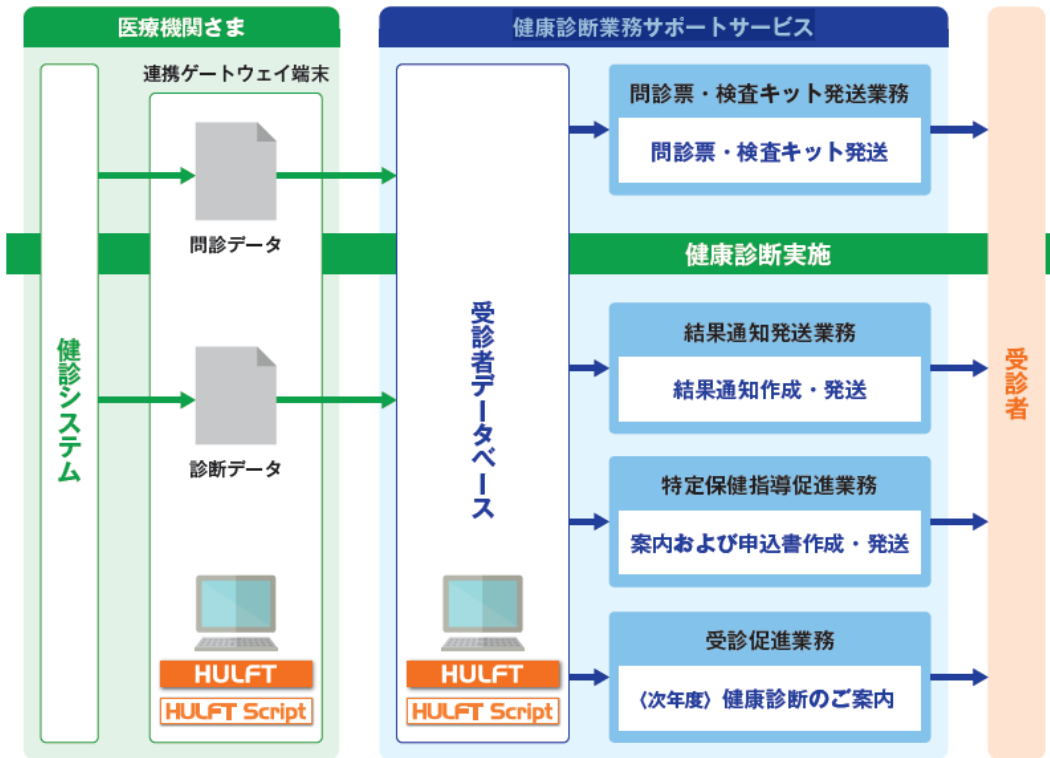 医療機関さま
健康診断業務サポートサービス
連携ゲートウェイ端末
問診データ
診断データ
健診システム
HULFT
HULFT Script
受診者データベース
HULFT
HULFT Script
問診票・検査キット発送業務
問診票・検査キット発送
健康診断実施
結果通知発送業務
結果通知作成・発送
特定保健指導促進業務
案内および申込書作成・発送
受診促進業務
〈次年度〉健康診断のご案内
受診者